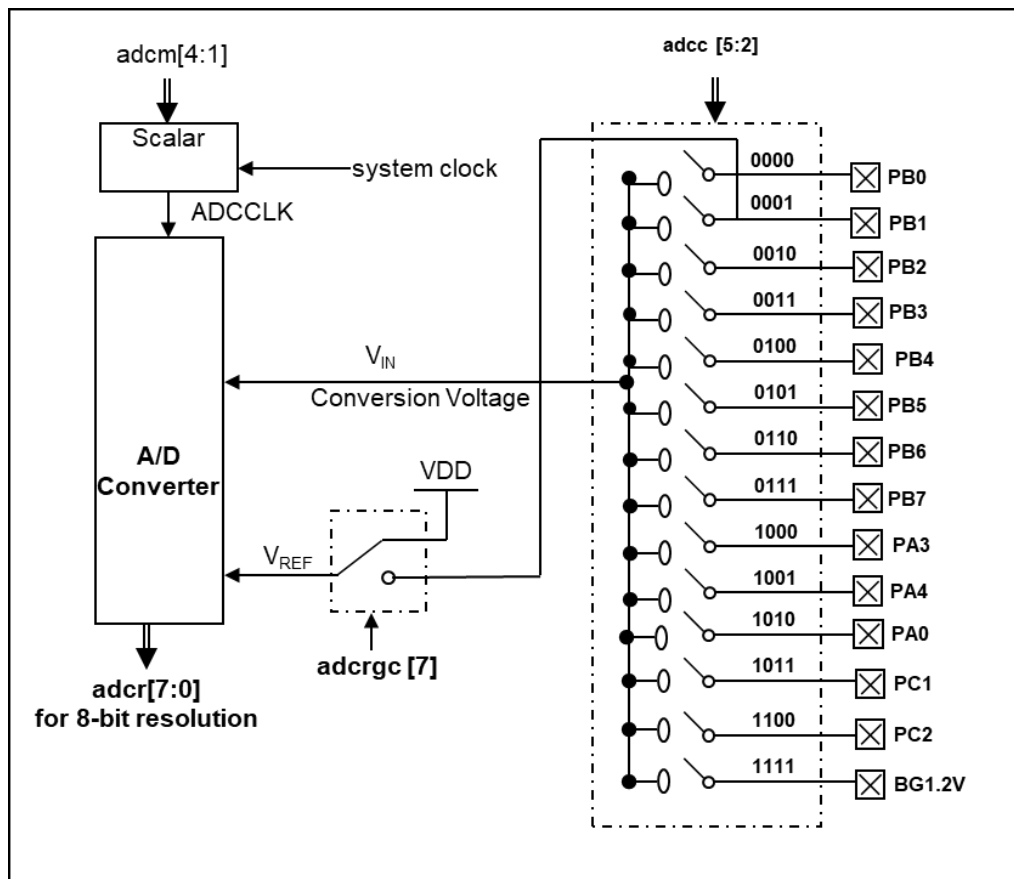 adcm[4:1]
Scalar
system clock
ADCCLK
A/D
Converter
VIN
Conversion Voltage
VDD
VREF
adcrgc [7]
adcr[7:0]
for 8-bit resolution
adcc [5:2]
0000 PB0
0001 PB1
0010 PB2
0011 PB3
0100 PB4
0101 PB5
0110 PB6
0111 PB7
1000 PA3
1001 PA4
1010 PA0
1011 PC1
1100 PC2
1111 BG1.2V